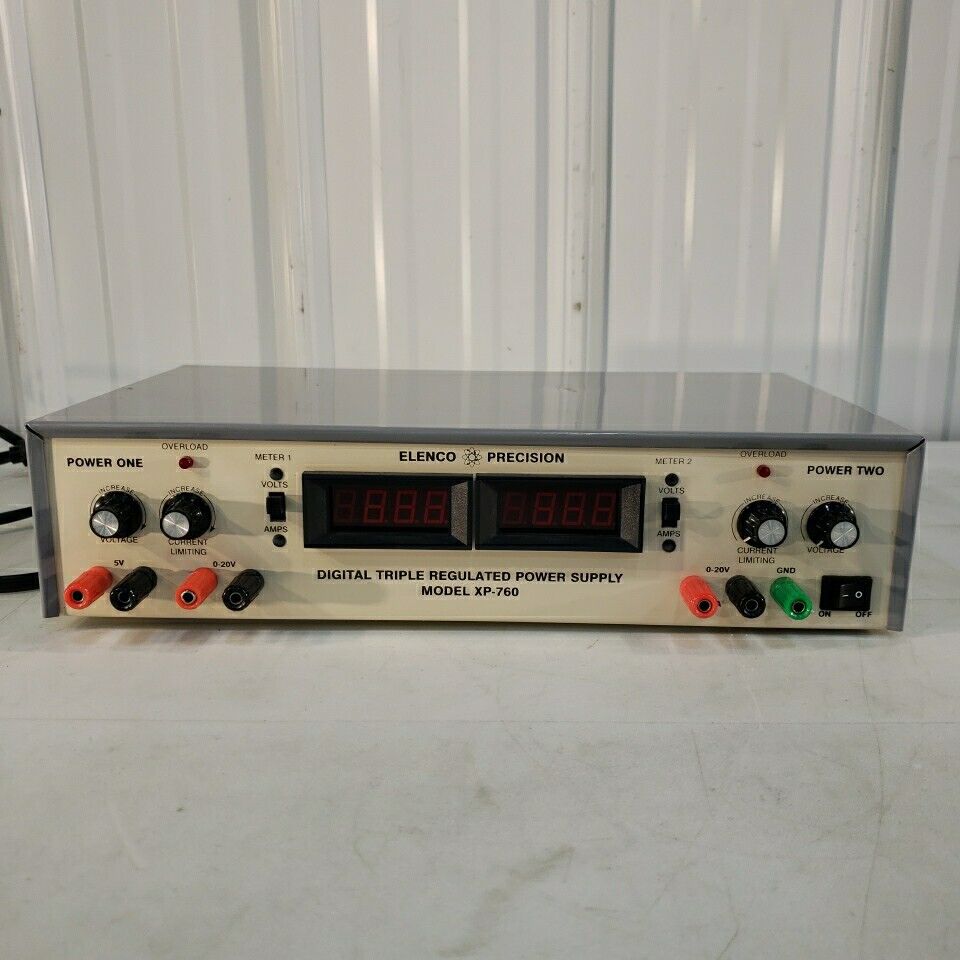 POWER ONE
OVERLOAD
INCREASE
VOLTAGE
INCREASE
CURRENT
LIMITING
5V
0-20V
METER 1
VOLTS
AMPS
ELENCO PRECISION
DIGITAL TRIPLE REGULATED POWER SUPPLY
MODEL XP-760
METER 2
VOLTS
AMPS
OVERLOAD
POWER TWO
INCREASE
CURRENT
LIMITING
INCREASE
VOLTAGE
0-20V
GND
ON OFF